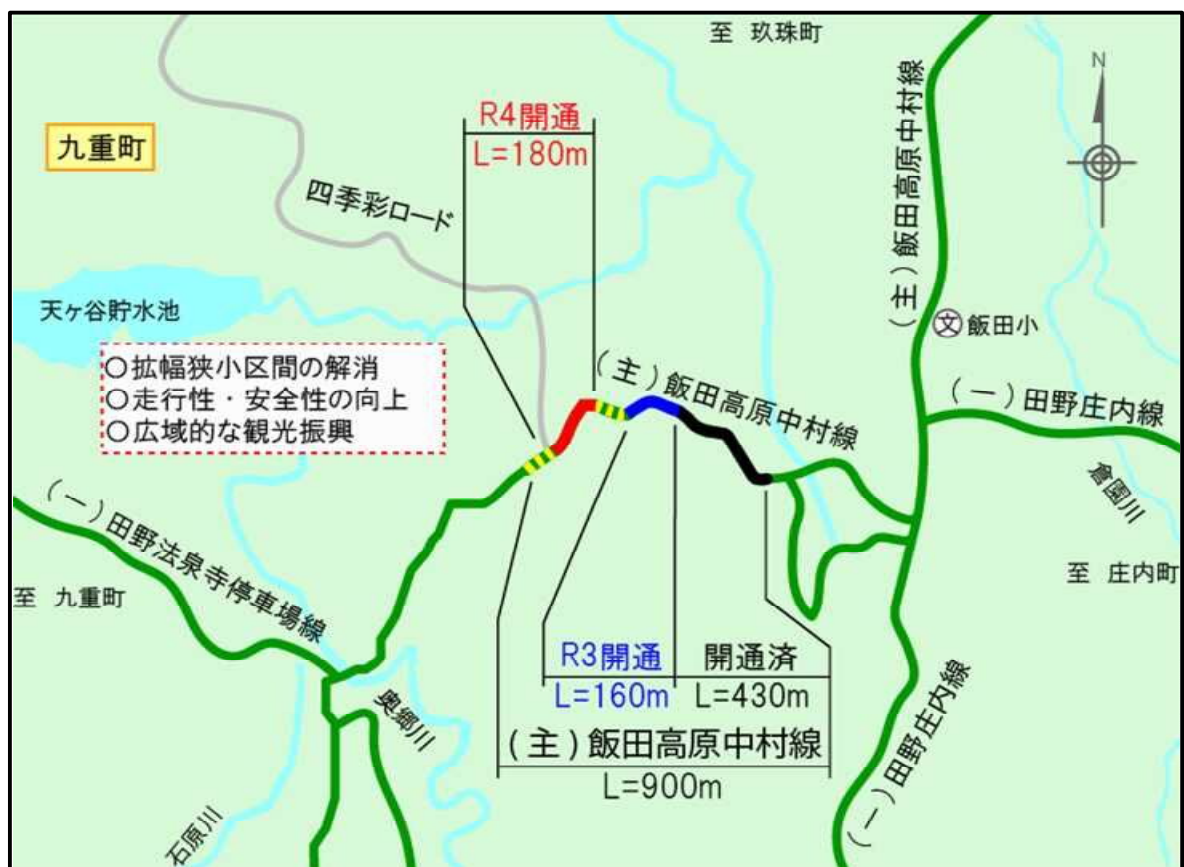 至 玖珠町
N
R4開通
L=180m
九重町
四季彩ロード
(主)飯田高原中村線
天ヶ谷貯水池
文 飯田小
○拡幅狭小区間の解消
○走行性・安全性の向上
○広域的な観光振興
(主)飯田高原中村線
(一)田野庄内線
倉園川
(一)田野法泉寺停車場線
至 九重町
至 庄内町
奥郷川
R3開通
L=160m
開通済
L=430m
(主)飯田高原中村線
L=900m
(一)田野庄内線
石原川